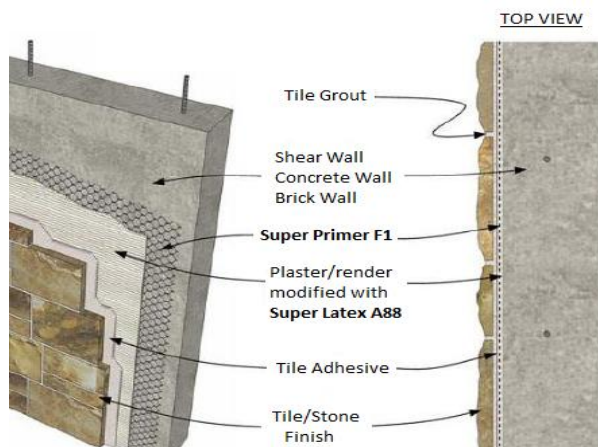 TOP VIEW
Tile Grout
Shear Wall
Concrete Wall
Brick Wall
Super Primer F1
Plaster/render
modified with
Super Latex A88
Tile Adhesive
Tile/Stone
Finish